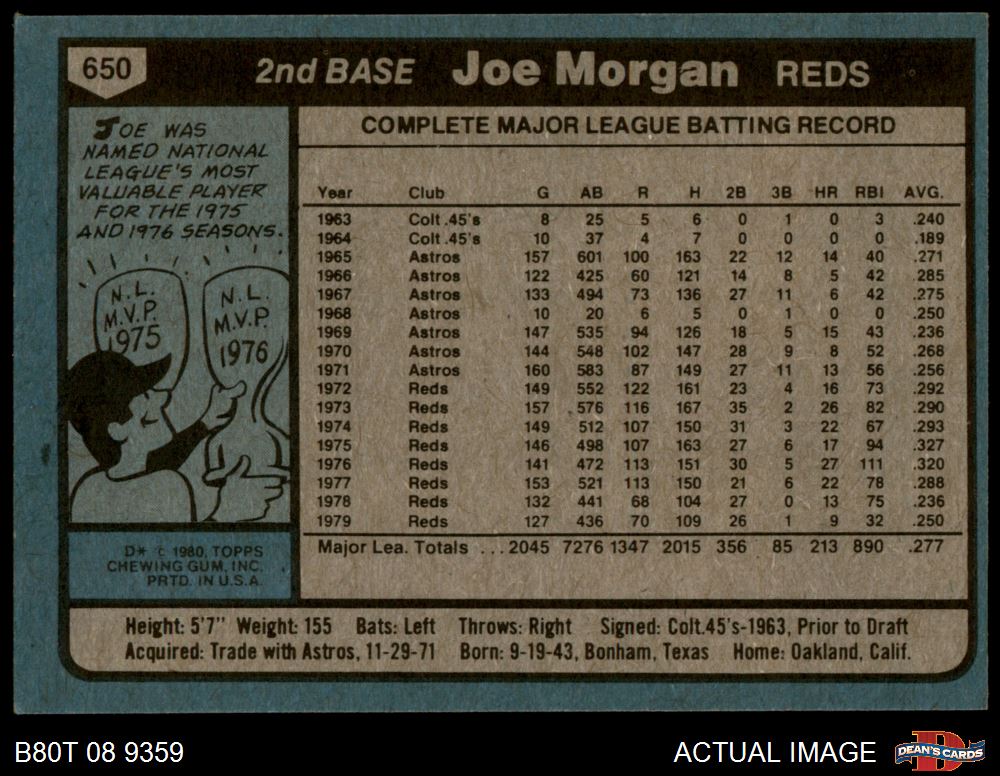 650
2nd BASE Joe Morgan REDS
JOE WAS
NAMED NATIONAL
LEAGUE'S MOST
VALUABLE PLAYER
FOR THE 1975
AND 1976 SEASONS.
N.L.
M.V.P.
1975
N.L.
M.V.P.
1976
D* © 1980, TOPPS
CHEWING GUM, INC.
PRTD. IN U.S.A.
COMPLETE MAJOR LEAGUE BATTING RECORD
Year Club G AB R H 2B 3B HR RBI AVG.
1963 Colt .45's 8 25 5 6 0 1 0 3 .240
1964 Colt .45's 10 37 4 7 0 0 0 0 .189
1965 Astros 157 601 100 163 22 12 14 40 .271
1966 Astros 122 425 60 121 14 8 5 42 .285
1967 Astros 133 494 73 136 27 11 6 42 .275
1968 Astros 10 20 6 5 0 1 0 0 .250
1969 Astros 147 535 94 126 18 5 15 43 .236
1970 Astros 144 548 102 147 28 9 8 52 .268
1971 Astros 160 583 87 149 27 11 13 56 .256
1972 Reds 149 552 122 161 23 4 16 73 .292
1973 Reds 157 576 116 167 35 2 26 82 .290
1974 Reds 149 512 107 150 31 3 22 67 .293
1975 Reds 146 498 107 163 27 6 17 94 .327
1976 Reds 141 472 113 151 30 5 27 111 .320
1977 Reds 153 521 113 150 21 6 22 78 .288
1978 Reds 132 441 68 104 27 0 13 75 .236
1979 Reds 127 436 70 109 26 1 9 32 .250
Major Lea. Totals ... 2045 7276 1347 2015 356 85 213 890 .277
Height: 5'7" Weight: 155 Bats: Left Throws: Right Signed: Colt.45's-1963, Prior to Draft
Acquired: Trade with Astros, 11-29-71 Born: 9-19-43, Bonham, Texas Home: Oakland, Calif.
B80T 08 9359
ACTUAL IMAGE
D
DEAN'S CARDS